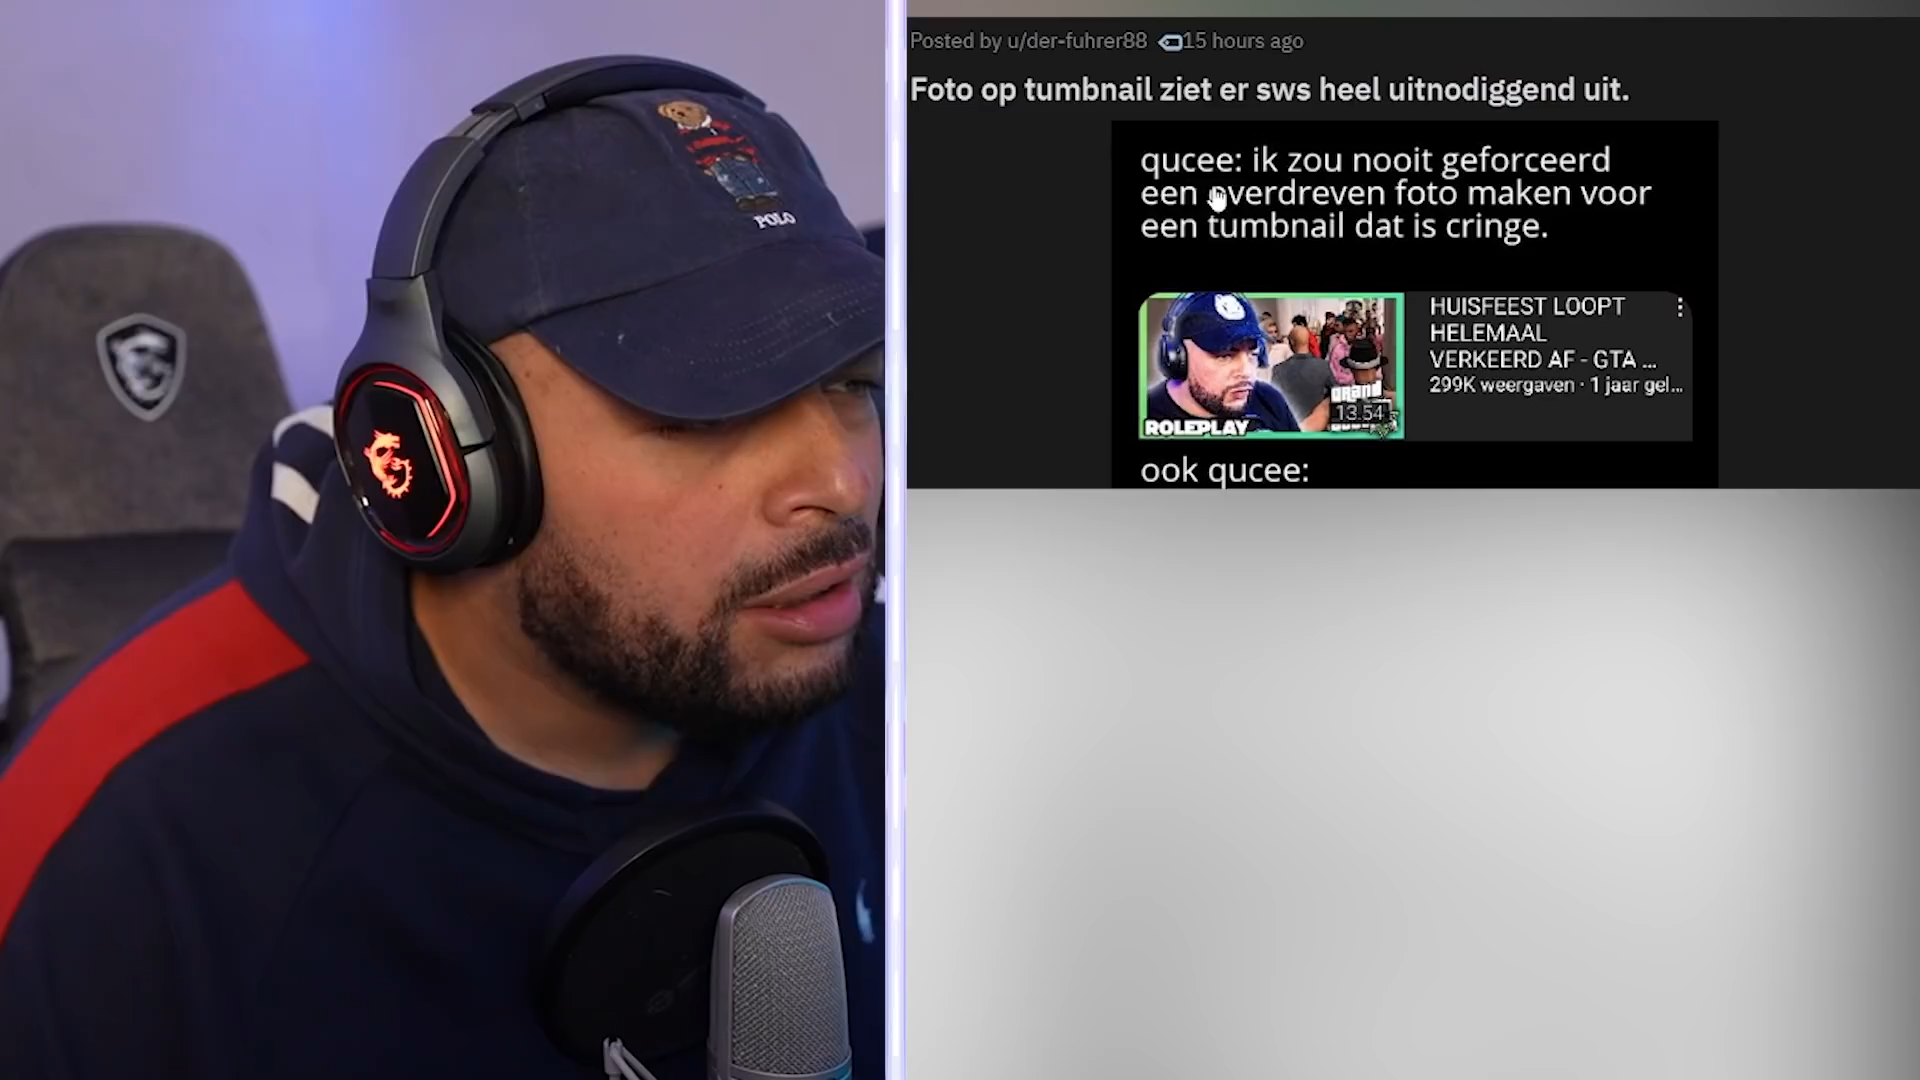 POLO
Posted by u/der-fuhrer88 15 hours ago
Foto op tumbnail ziet er sws heel uitnodiggend uit.
qucee: ik zou nooit geforceerd
een overdreven foto maken voor
een tumbnail dat is cringe.
HUISFEEST LOOPT
HELEMAAL
VERKEERD AF - GTA ...
299K weergaven · 1 jaar gel...
GRAND
13:54
ROLEPLAY
ook qucee: